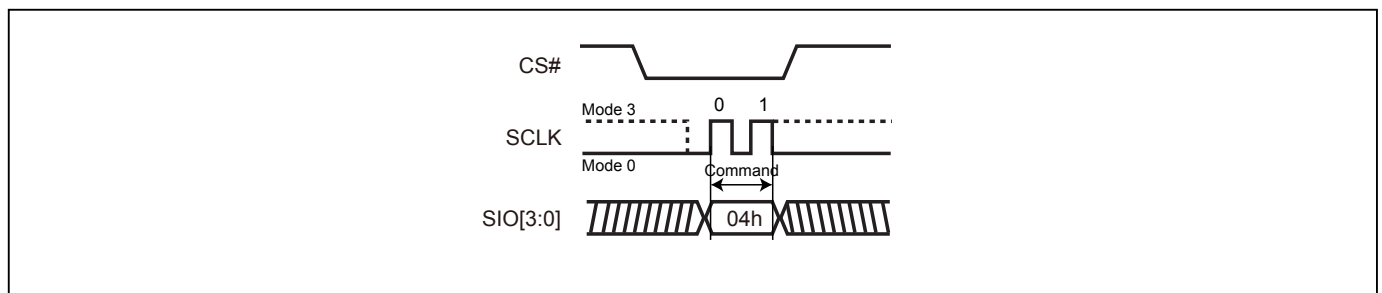 CS#
Mode 3
0 1
SCLK
Mode 0
Command
SIO[3:0]
04h